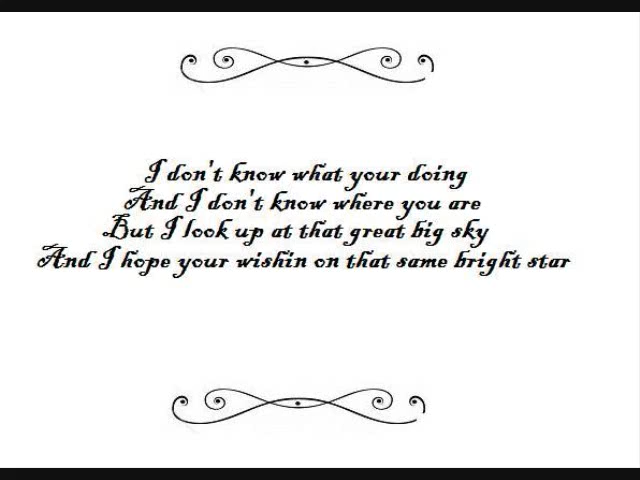 I don't know what your doing
And I don't know where you are
But I look up at that great big sky
And I hope your wishin on that same bright star